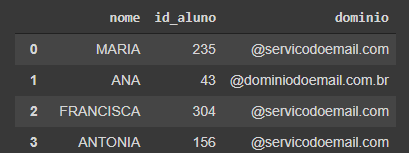 nome id_aluno dominio
0 MARIA 235 @servicodoemail.com
1 ANA 43 @dominiodoemail.com.br
2 FRANCISCA 304 @servicodoemail.com
3 ANTONIA 156 @servicodoemail.com